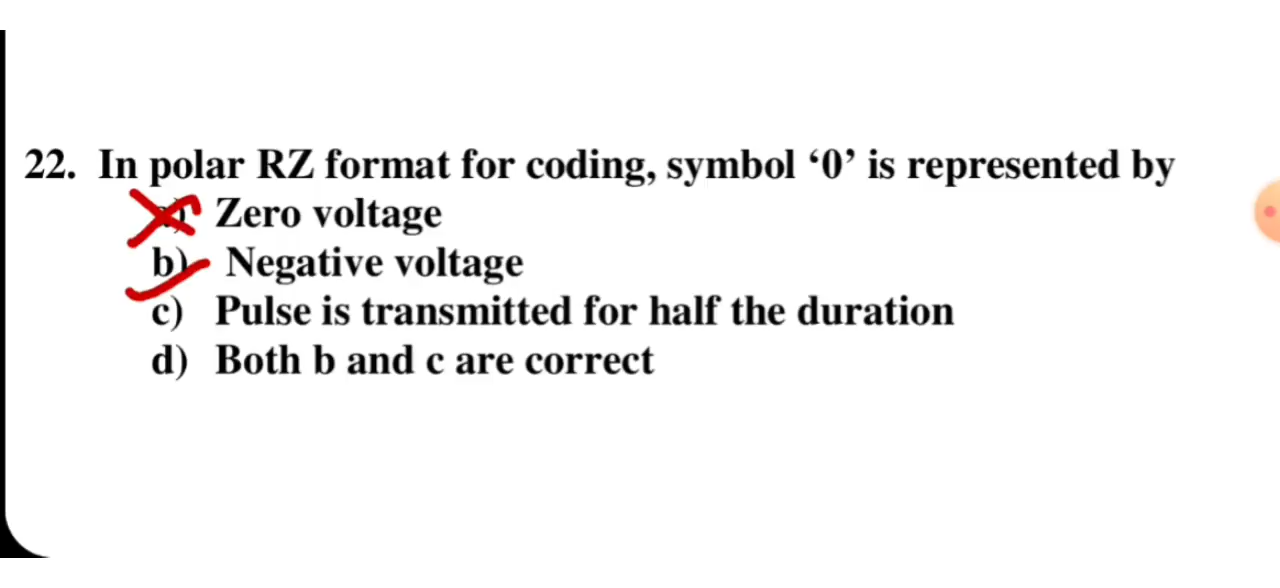 22. In polar RZ format for coding, symbol ‘0’ is represented by
Zero voltage
b) Negative voltage
c) Pulse is transmitted for half the duration
d) Both b and c are correct